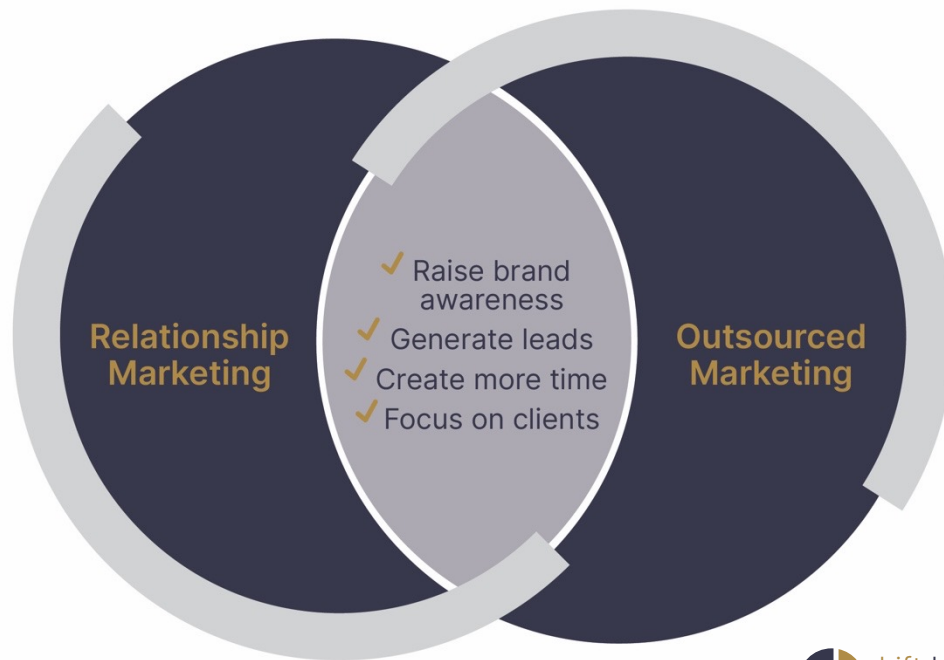 Relationship
Marketing
Raise brand
awareness
Generate leads
Create more time
Focus on clients
Outsourced
Marketing